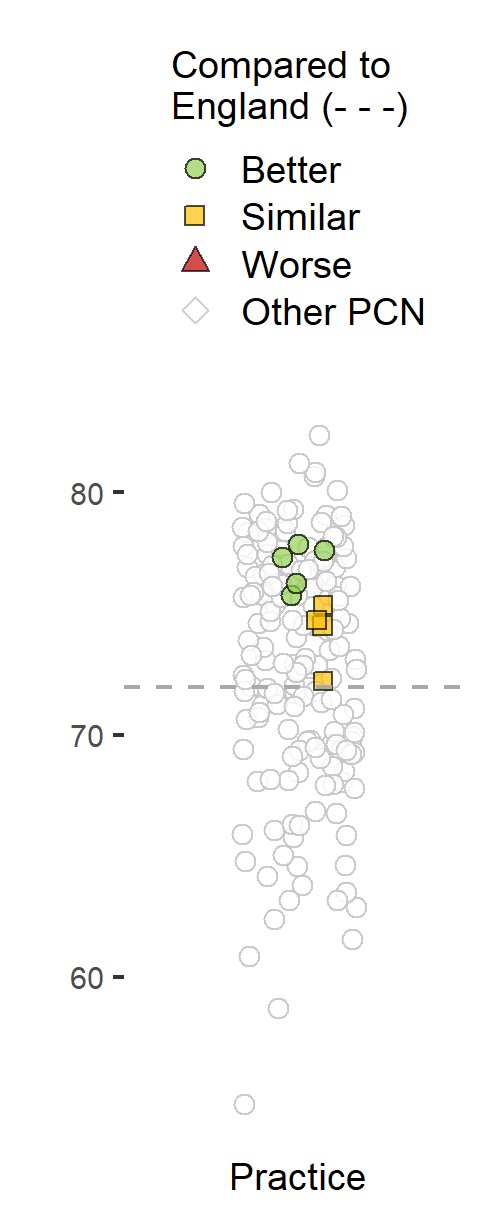 Compared to
England (- - -)
Better
Similar
Worse
Other PCN
80
70
60
Practice